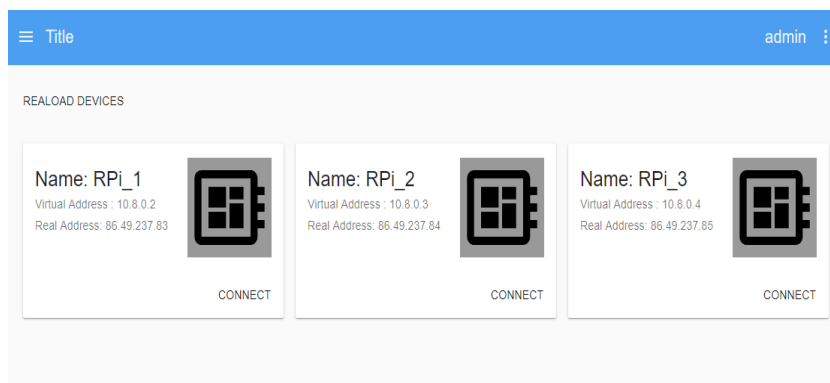 Title
admin
REALOAD DEVICES
Name: RPi_1
Virtual Address : 10.8.0.2
Real Address: 86.49.237.83
CONNECT
Name: RPi_2
Virtual Address : 10.8.0.3
Real Address: 86.49.237.84
CONNECT
Name: RPi_3
Virtual Address : 10.8.0.4
Real Address: 86.49.237.85
CONNECT